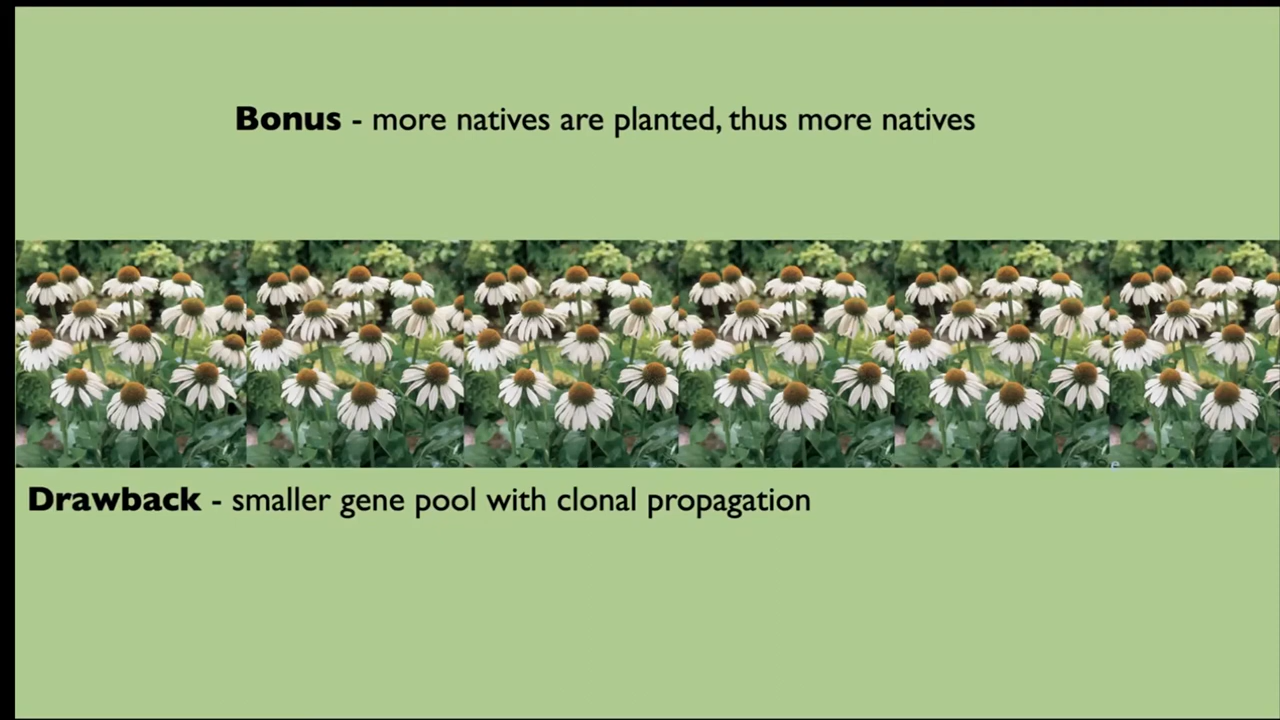 Bonus - more natives are planted, thus more natives
Drawback - smaller gene pool with clonal propagation